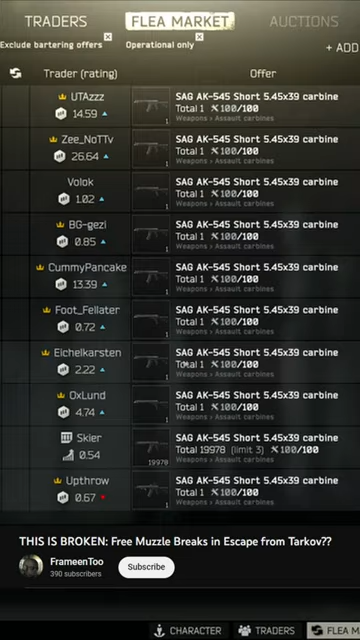 TRADERS FLEA MARKET AUCTIONS
Exclude bartering offers Operational only
+ ADD
Trader (rating) Offer
UTAzzz SAG AK-545 Short 5.45x39 carbine
14.59 Total 1 100/100
1 Weapons > Assault carbines
Zee_NoTTv SAG AK-545 Short 5.45x39 carbine
26.64 Total 1 100/100
1 Weapons > Assault carbines
Volok SAG AK-545 Short 5.45x39 carbine
1.02 Total 1 100/100
1 Weapons > Assault carbines
BG-gezi SAG AK-545 Short 5.45x39 carbine
0.85 Total 1 100/100
1 Weapons > Assault carbines
CummyPancake SAG AK-545 Short 5.45x39 carbine
13.39 Total 1 100/100
1 Weapons > Assault carbines
Foot_Fellater SAG AK-545 Short 5.45x39 carbine
0.72 Total 1 100/100
1 Weapons > Assault carbines
Eichelkarsten SAG AK-545 Short 5.45x39 carbine
2.22 Total 1 100/100
1 Weapons > Assault carbines
OxLund SAG AK-545 Short 5.45x39 carbine
4.74 Total 1 100/100
1 Weapons > Assault carbines
Skier SAG AK-545 Short 5.45x39 carbine
0.54 Total 19978 (limit 3) 100/100
19978 Weapons > Assault carbines
Upthrow SAG AK-545 Short 5.45x39 carbine
0.67 Total 1 100/100
1 Weapons > Assault carbines
THIS IS BROKEN: Free Muzzle Breaks in Escape from Tarkov??
FrameenToo
390 subscribers
Subscribe
CHARACTER TRADERS FLEA M